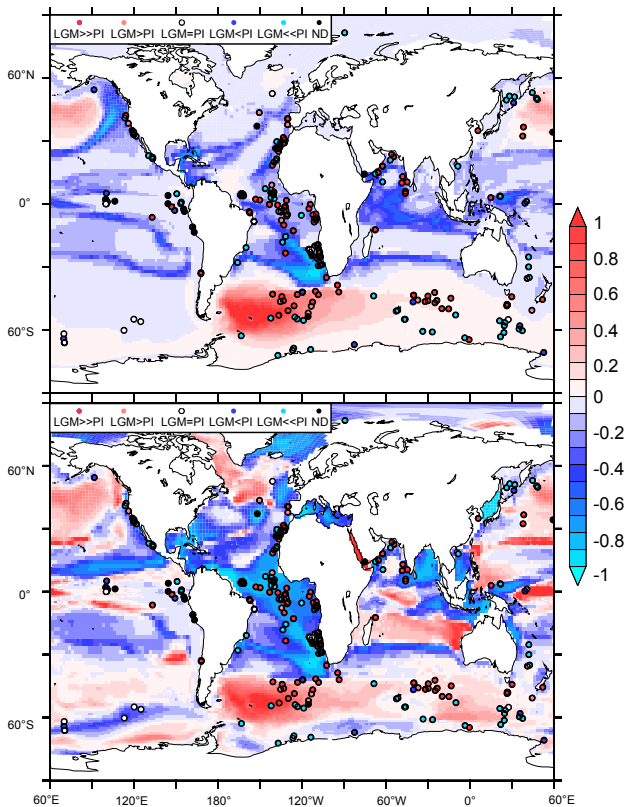 LGM>>PI LGM>PI LGM=PI LGM<PI LGM<<PI ND
60°N
0°
60°S
1
0.8
0.6
0.4
0.2
0
-0.2
-0.4
-0.6
-0.8
-1
LGM>>PI LGM>PI LGM=PI LGM<PI LGM<<PI ND
60°N
0°
60°S
60°E 120°E 180° 120°W 60°W 0° 60°E